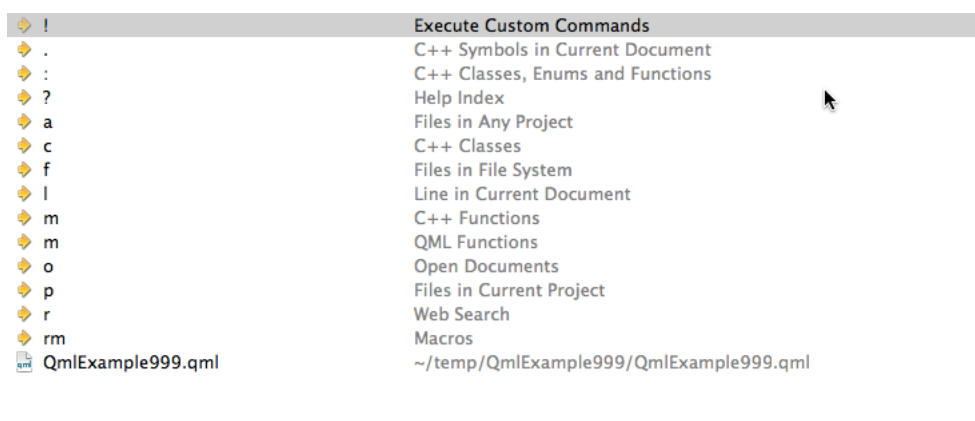 ! Execute Custom Commands
. C++ Symbols in Current Document
: C++ Classes, Enums and Functions
? Help Index
a Files in Any Project
c C++ Classes
f Files in File System
l Line in Current Document
m C++ Functions
m QML Functions
o Open Documents
p Files in Current Project
r Web Search
rm Macros
qml QmlExample999.qml ~/temp/QmlExample999/QmlExample999.qml